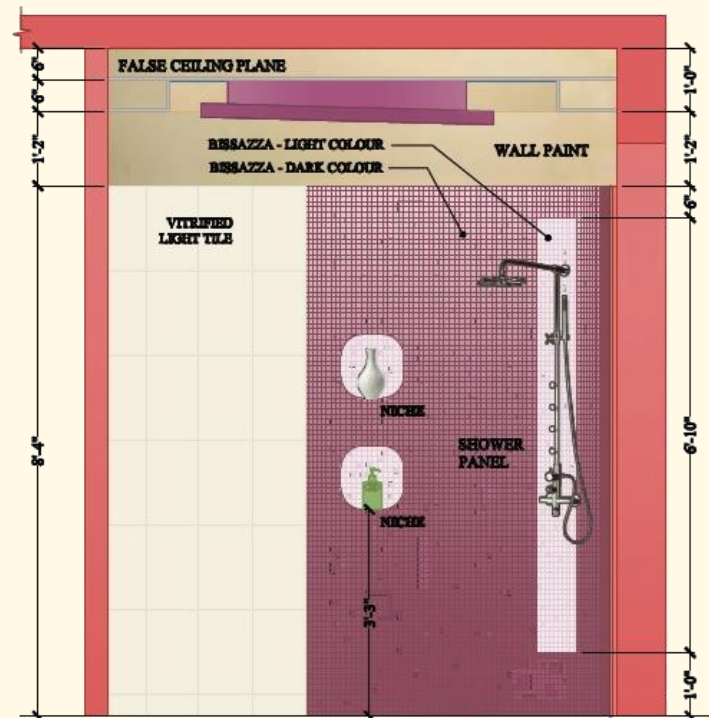 FALSE CEILING PLANE
6"
6"
1'-2"
8'-4"
BISSAZZA - LIGHT COLOUR
BISSAZZA - DARK COLOUR
WALL PAINT
VITRIFIED
LIGHT TILE
NICHE
SHOWER
PANEL
NICHE
3'-3"
1'-0"
1'-2"
6"
6'-10"
1'-0"